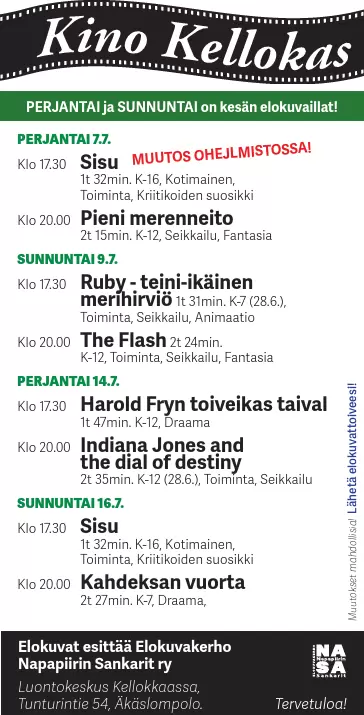 Kino Kellokas
PERJANTAI ja SUNNUNTAI on kesän elokuvaillat!
PERJANTAI 7.7.
Klo 17.30 Sisu MUUTOS OHEJLMISTOSSA!
1t 32min. K-16, Kotimainen,
Toiminta, Kriitikoiden suosikki
Klo 20.00 Pieni merenneito
2t 15min. K-12, Seikkailu, Fantasia
SUNNUNTAI 9.7.
Klo 17.30 Ruby - teini-ikäinen
merihirviö 1t 31min. K-7 (28.6.),
Toiminta, Seikkailu, Animaatio
Klo 20.00 The Flash 2t 24min.
K-12, Toiminta, Seikkailu, Fantasia
PERJANTAI 14.7.
Klo 17.30 Harold Fryn toiveikas taival
1t 47min. K-12, Draama
Klo 20.00 Indiana Jones and
the dial of destiny
2t 35min. K-12 (28.6.), Toiminta, Seikkailu
SUNNUNTAI 16.7.
Klo 17.30 Sisu
1t 32min. K-16, Kotimainen,
Toiminta, Kriitikoiden suosikki
Klo 20.00 Kahdeksan vuorta
2t 27min. K-7, Draama,
Muutokset mahdollisia! Lähetä elokuvattoiveesi!
Elokuvat esittää Elokuvakerho
Napapiirin Sankarit ry
Luontokeskus Kellokkaassa,
Tunturintie 54, Äkäslompolo.
NA
Napapiirin
SA
Sankarit
Tervetuloa!